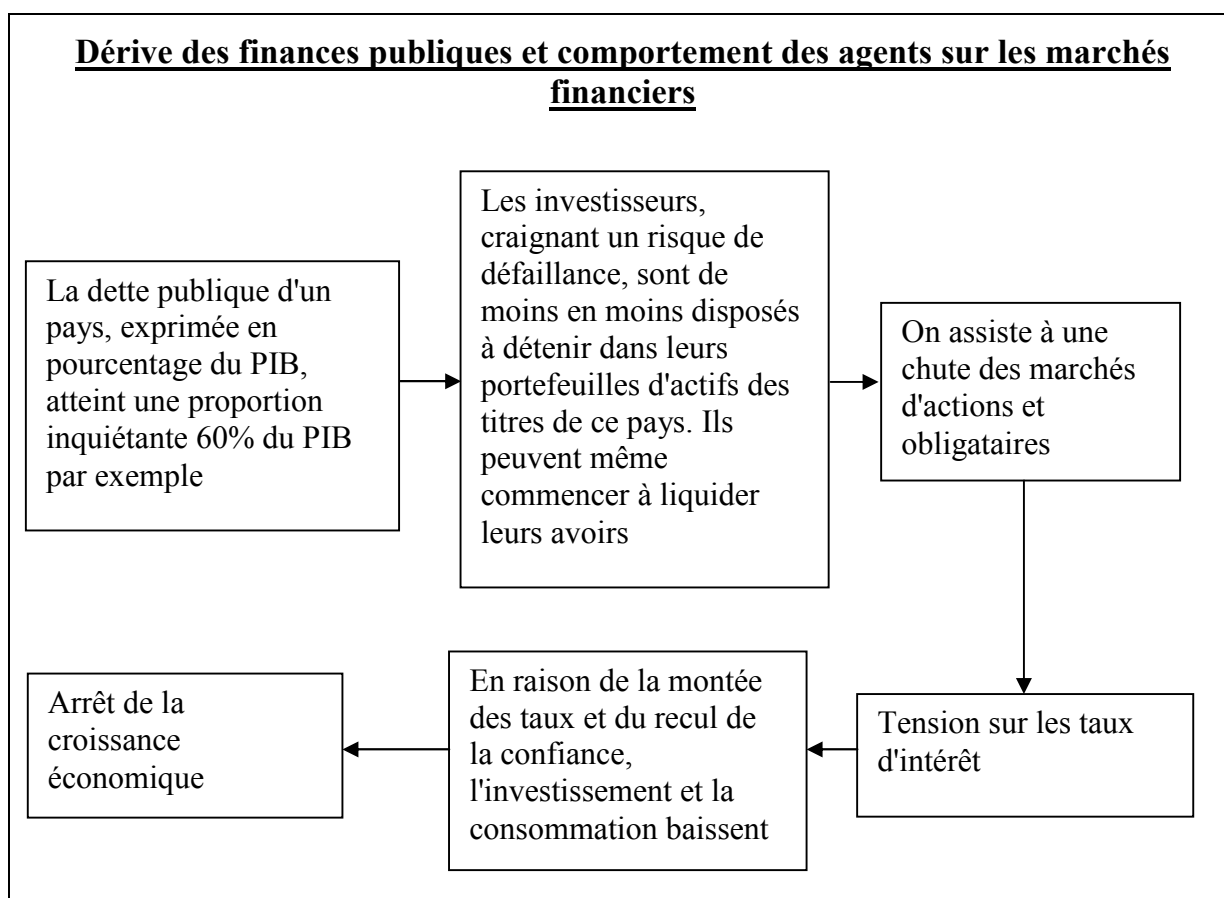 Dérive des finances publiques et comportement des agents sur les marchés
financiers
La dette publique d'un
pays, exprimée en
pourcentage du PIB,
atteint une proportion
inquiétante 60% du PIB
par exemple
Les investisseurs,
craignant un risque de
défaillance, sont de
moins en moins disposés
à détenir dans leurs
portefeuilles d'actifs des
titres de ce pays. Ils
peuvent même
commencer à liquider
leurs avoirs
On assiste à une
chute des marchés
d'actions et
obligataires
Tension sur les taux
d'intérêt
En raison de la montée
des taux et du recul de
la confiance,
l'investissement et la
consommation baissent
Arrêt de la
croissance
économique